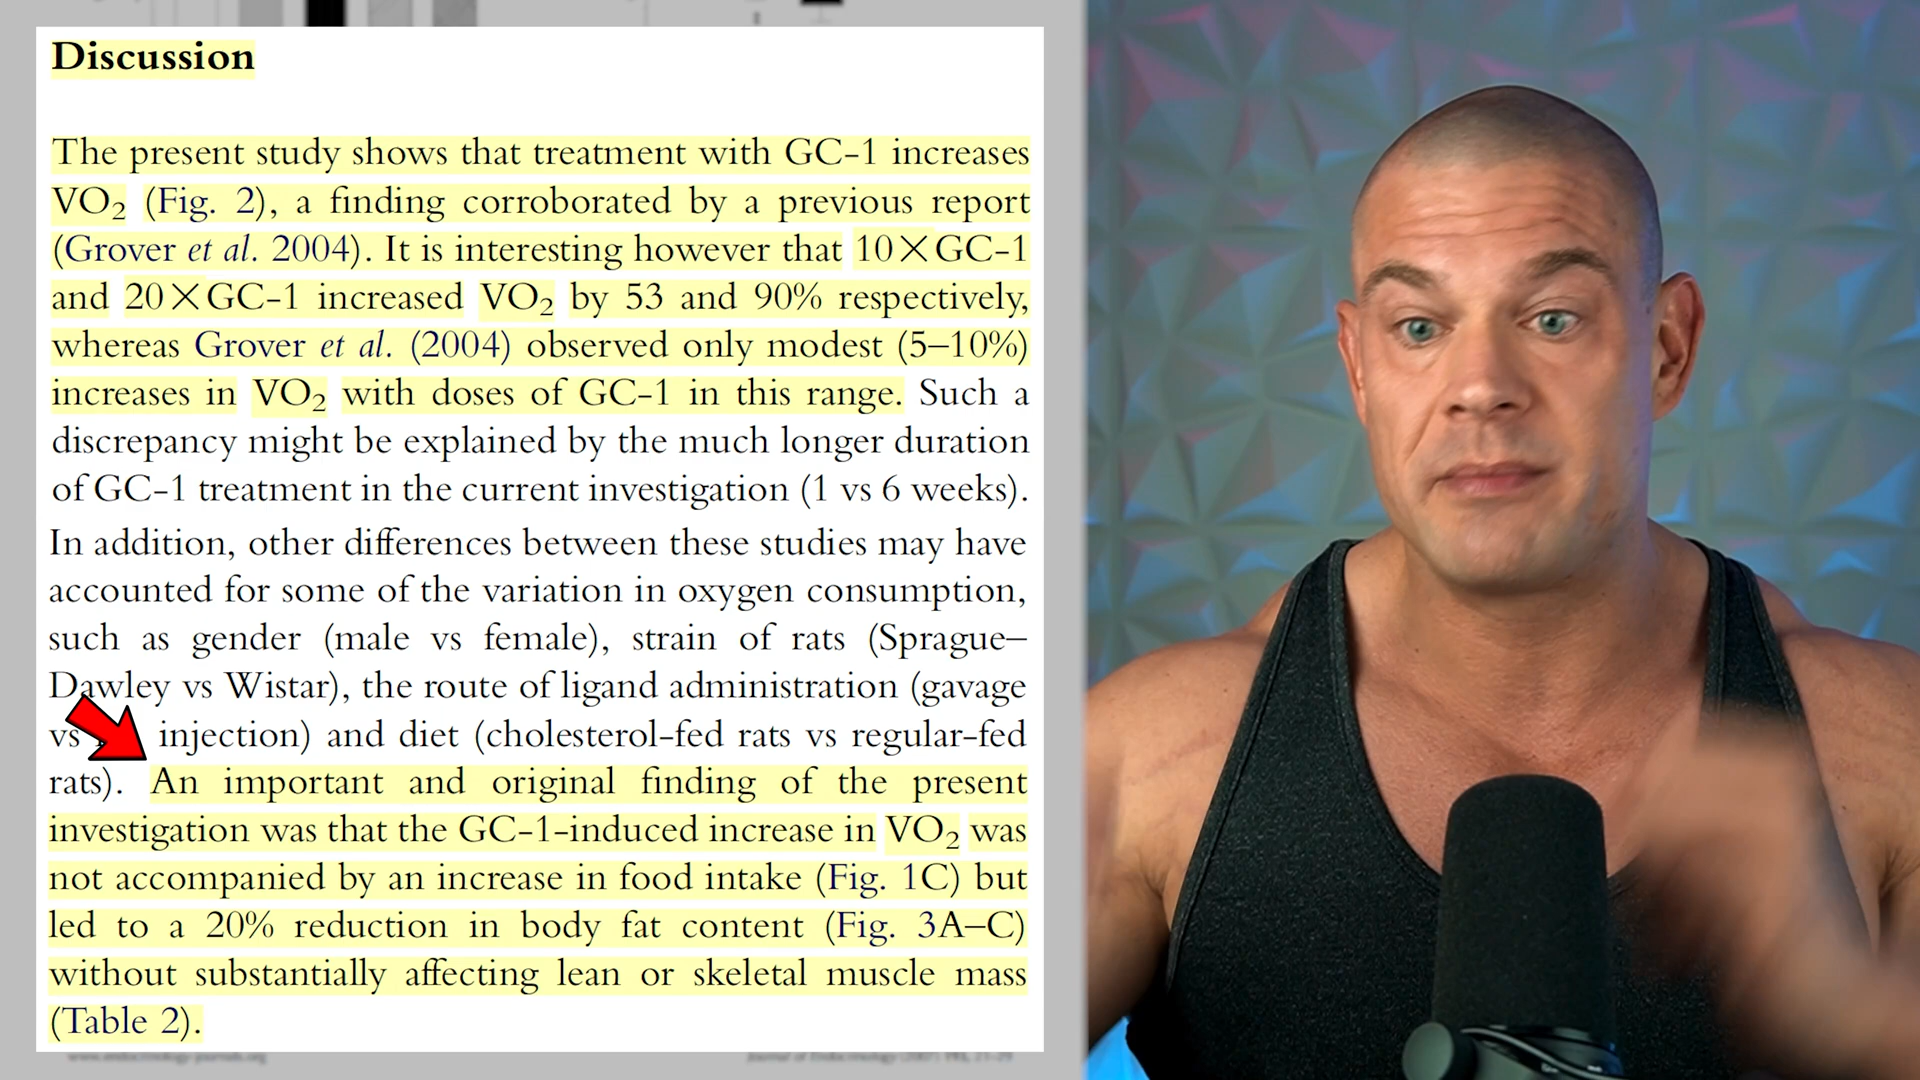 Discussion
The present study shows that treatment with GC-1 increases
VO₂ (Fig. 2), a finding corroborated by a previous report
(Grover et al. 2004). It is interesting however that 10×GC-1
and 20×GC-1 increased VO₂ by 53 and 90% respectively,
whereas Grover et al. (2004) observed only modest (5–10%)
increases in VO₂ with doses of GC-1 in this range. Such a
discrepancy might be explained by the much longer duration
of GC-1 treatment in the current investigation (1 vs 6 weeks).
In addition, other differences between these studies may have
accounted for some of the variation in oxygen consumption,
such as gender (male vs female), strain of rats (Sprague–
Dawley vs Wistar), the route of ligand administration (gavage
vs injection) and diet (cholesterol-fed rats vs regular-fed
rats). An important and original finding of the present
investigation was that the GC-1-induced increase in VO₂ was
not accompanied by an increase in food intake (Fig. 1C) but
led to a 20% reduction in body fat content (Fig. 3A–C)
without substantially affecting lean or skeletal muscle mass
(Table 2).
www.endocrinology-journals.org
Journal of Endocrinology (2007)